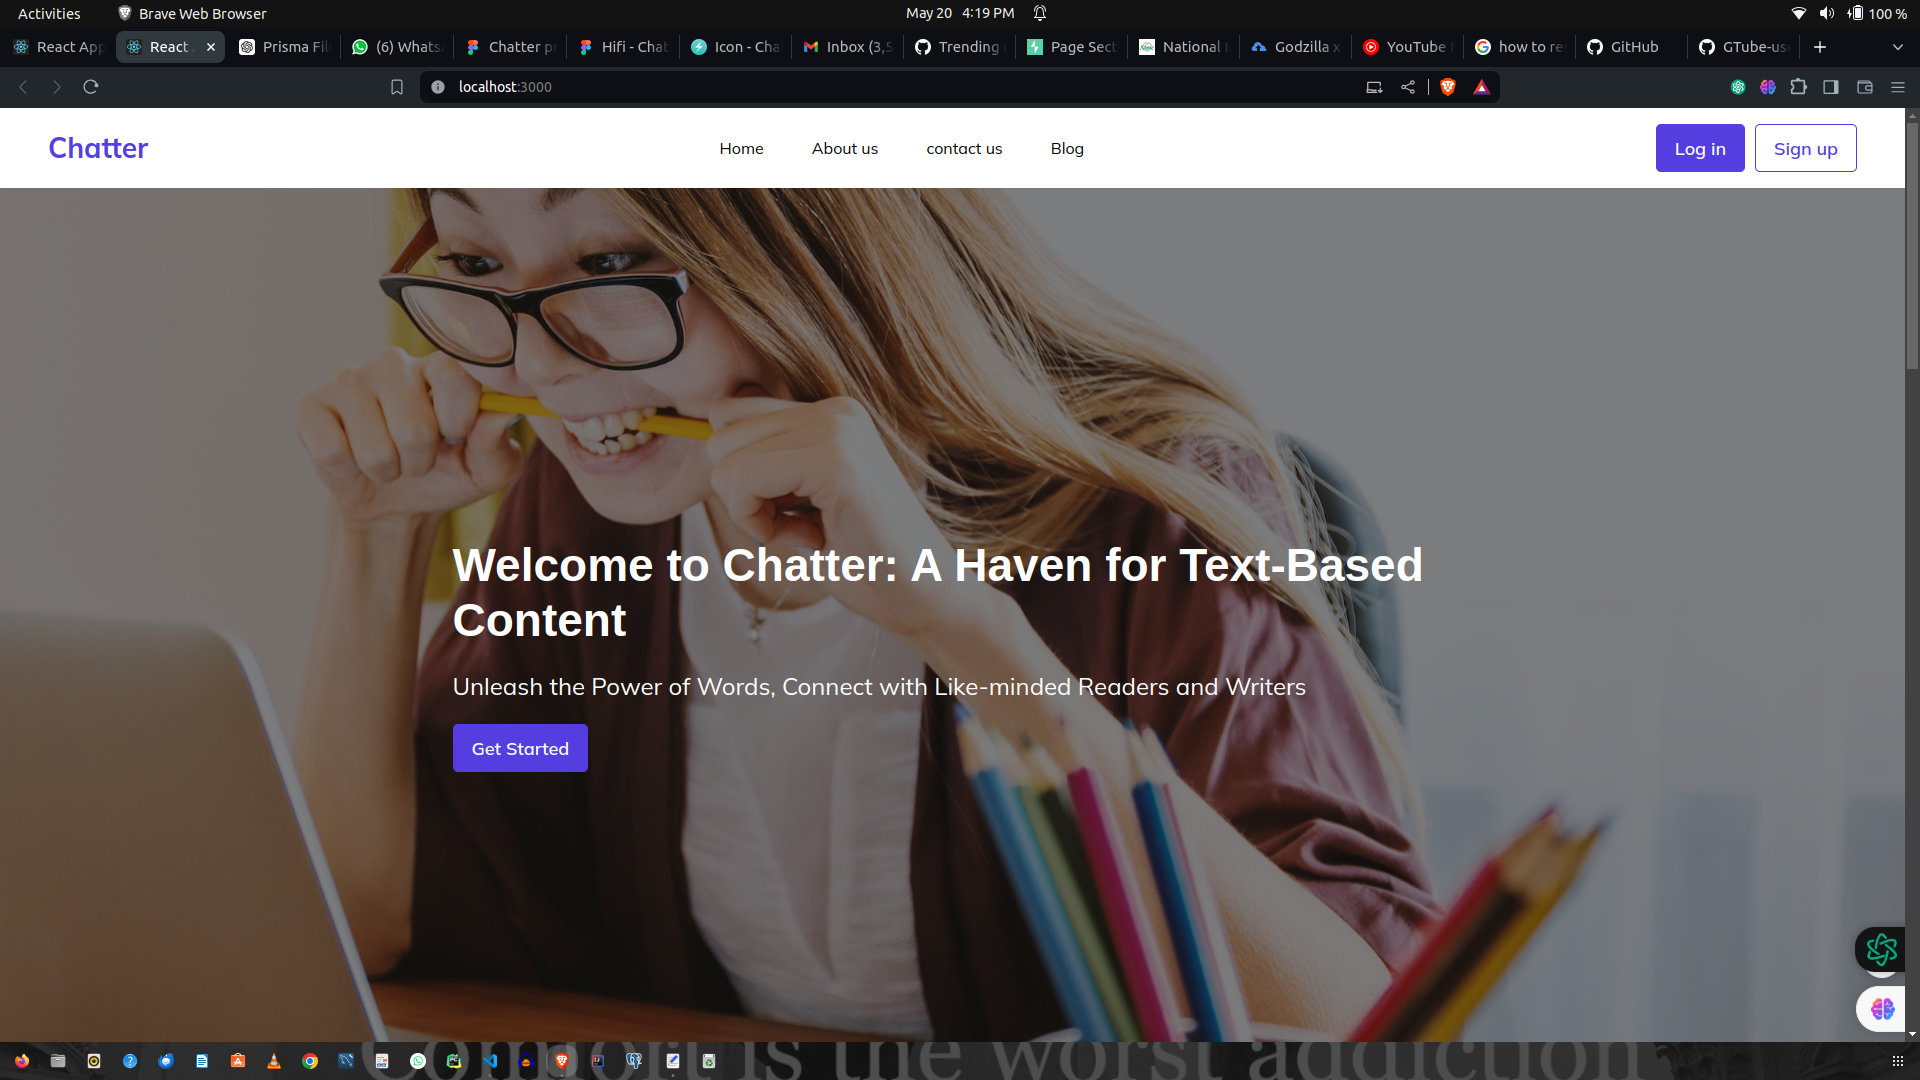 Activities
Brave Web Browser
May 20 4:19 PM
100 %
React App
React
Prisma Fil
(6) Whats
Chatter p
Hifi - Chat
Icon - Cha
Inbox (3,5
Trending
Page Sect
National
Godzilla x
YouTube
how to re
GitHub
GTube-us
localhost:3000
Chatter
Home
About us
contact us
Blog
Log in
Sign up
Welcome to Chatter: A Haven for Text-Based
Content
Unleash the Power of Words, Connect with Like-minded Readers and Writers
Get Started
Comfort is the worst addiction